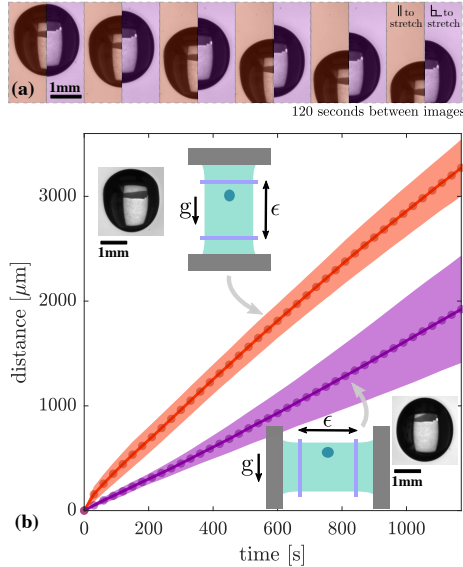 ∥ to stretch
⊾ to stretch
(a)
1mm
120 seconds between images
3000
2000
1000
0
distance [μm]
1mm
g
ϵ
ϵ
g
1mm
(b)
0
200
400
600
800
1000
time [s]